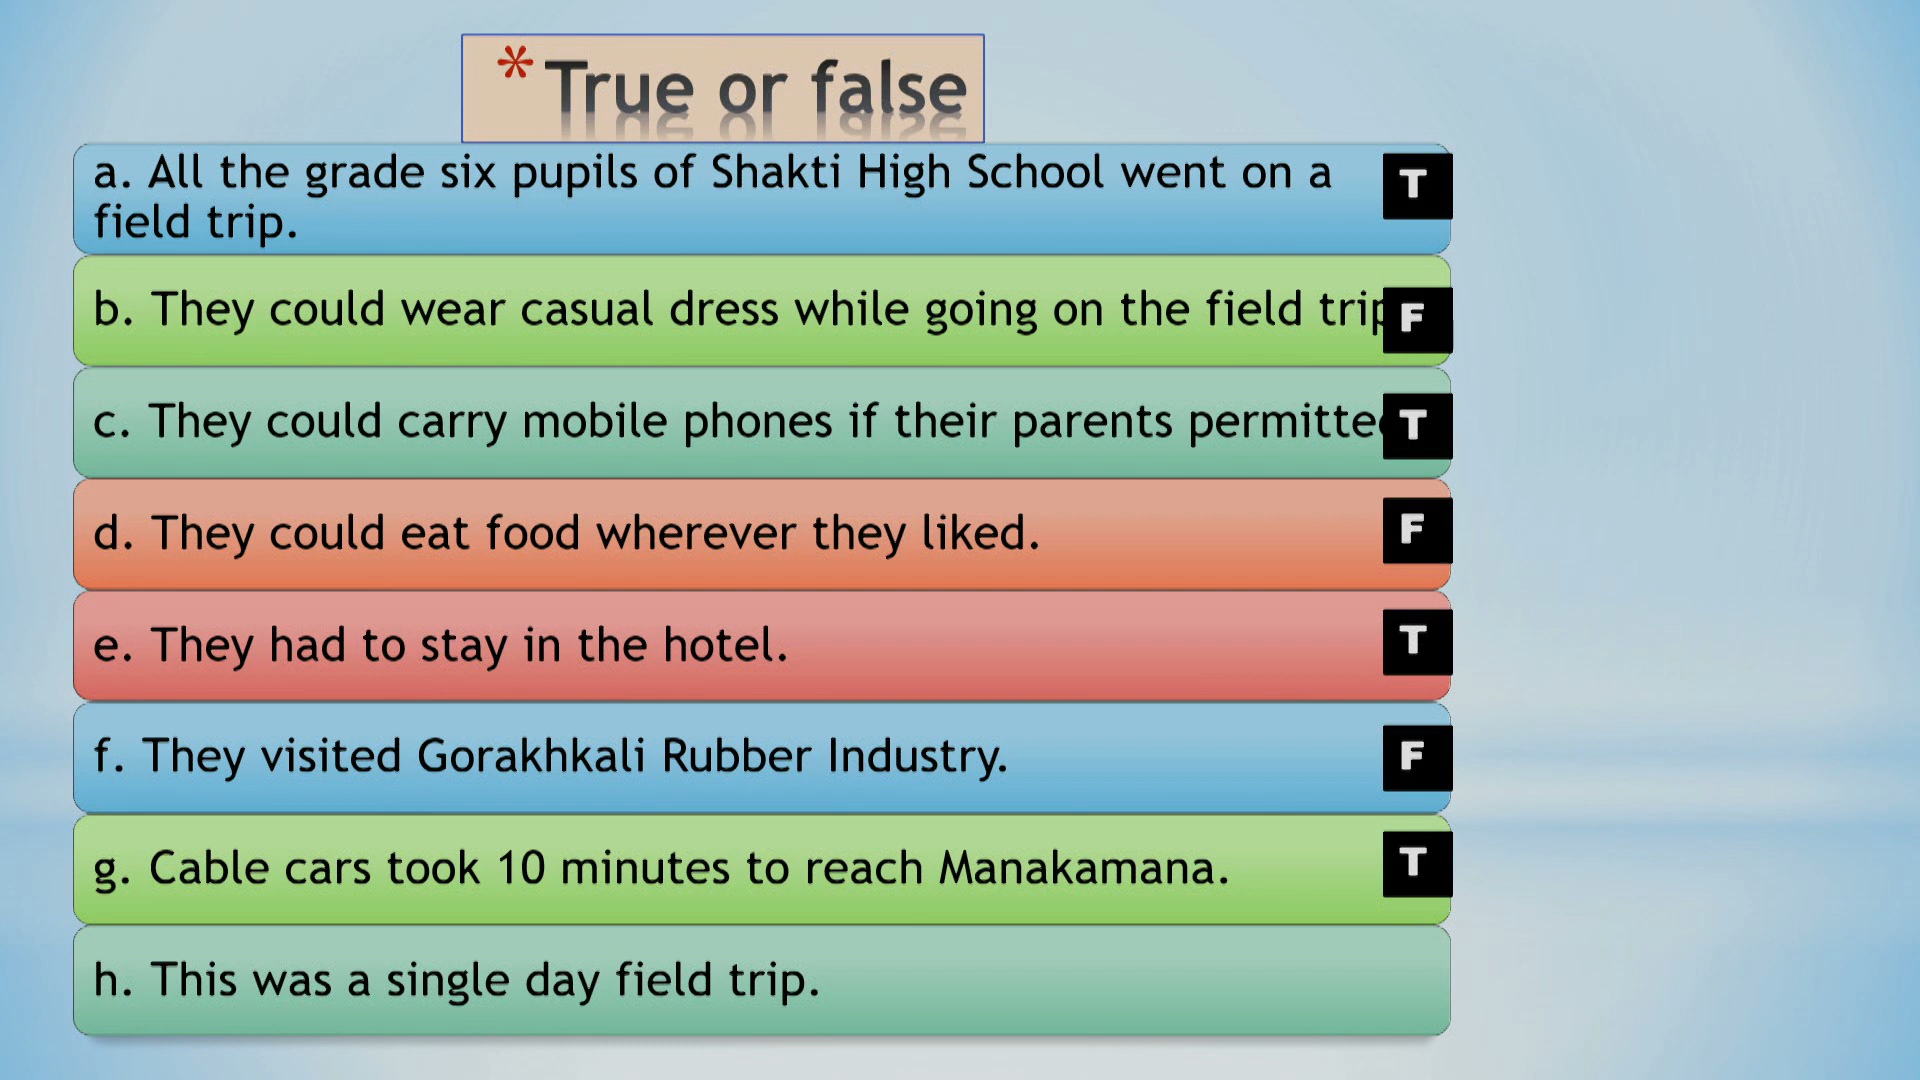 * True or false
a. All the grade six pupils of Shakti High School went on a
field trip.
T
b. They could wear casual dress while going on the field trip
F
c. They could carry mobile phones if their parents permitted
T
d. They could eat food wherever they liked.
F
e. They had to stay in the hotel.
T
f. They visited Gorakhkali Rubber Industry.
F
g. Cable cars took 10 minutes to reach Manakamana.
T
h. This was a single day field trip.